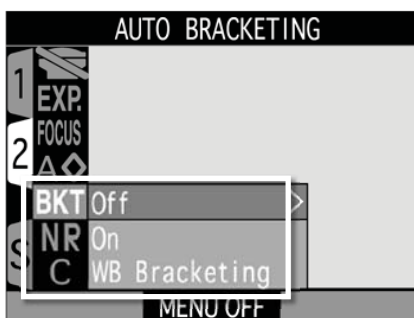 AUTO BRACKETING
1
EXP.
FOCUS
2
A
BKT Off
NR On
S
C WB Bracketing
MENU OFF